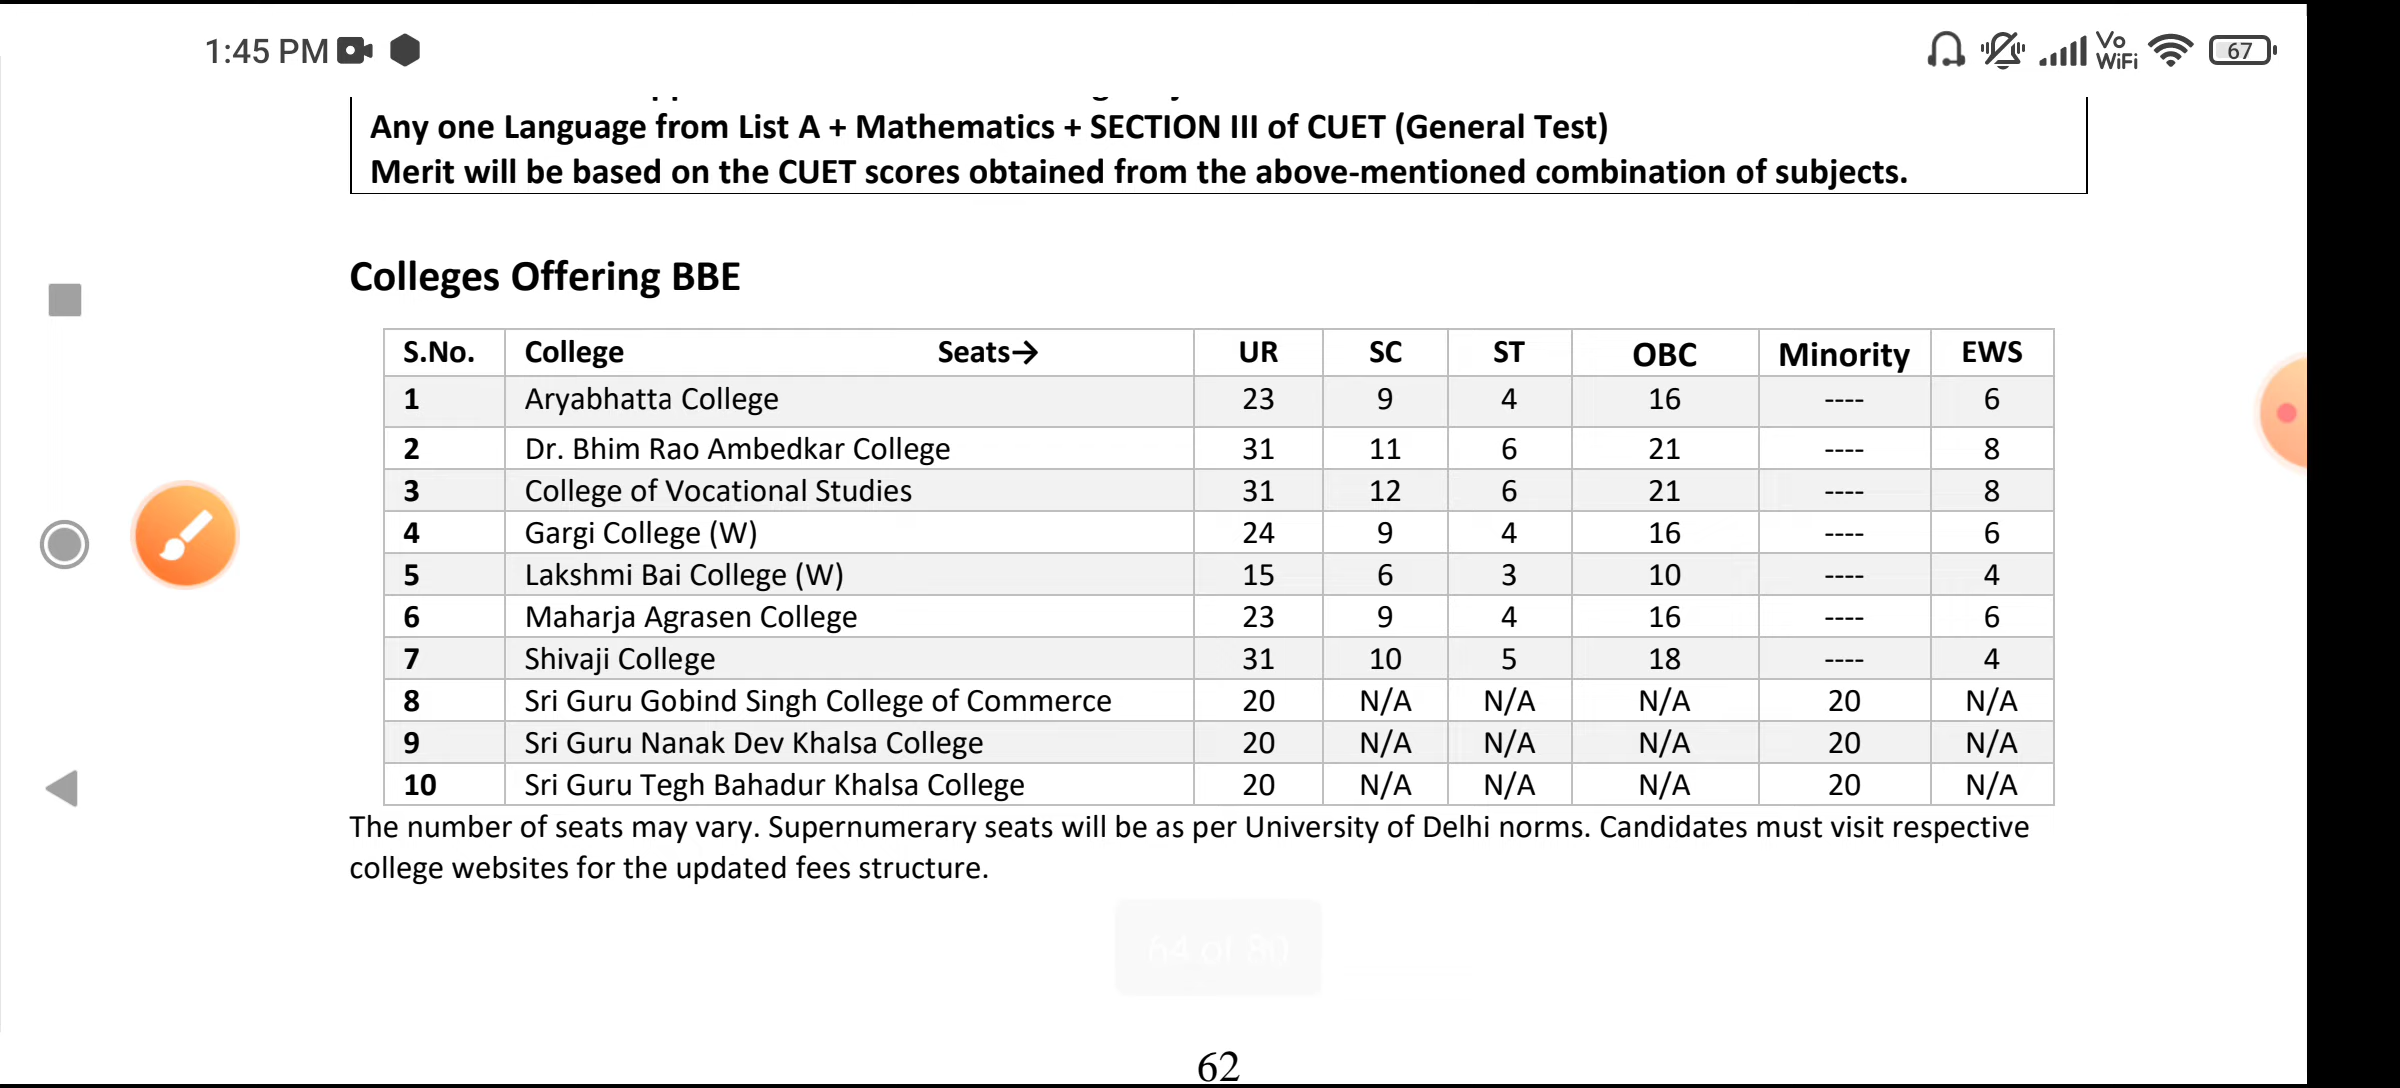 1:45 PM
Vo
WiFi
67
Any one Language from List A + Mathematics + SECTION III of CUET (General Test)
Merit will be based on the CUET scores obtained from the above-mentioned combination of subjects.
Colleges Offering BBE
S.No. College Seats→ UR SC ST OBC Minority EWS
1 Aryabhatta College 23 9 4 16 ---- 6
2 Dr. Bhim Rao Ambedkar College 31 11 6 21 ---- 8
3 College of Vocational Studies 31 12 6 21 ---- 8
4 Gargi College (W) 24 9 4 16 ---- 6
5 Lakshmi Bai College (W) 15 6 3 10 ---- 4
6 Maharja Agrasen College 23 9 4 16 ---- 6
7 Shivaji College 31 10 5 18 ---- 4
8 Sri Guru Gobind Singh College of Commerce 20 N/A N/A N/A 20 N/A
9 Sri Guru Nanak Dev Khalsa College 20 N/A N/A N/A 20 N/A
10 Sri Guru Tegh Bahadur Khalsa College 20 N/A N/A N/A 20 N/A
The number of seats may vary. Supernumerary seats will be as per University of Delhi norms. Candidates must visit respective
college websites for the updated fees structure.
64 of 80
62